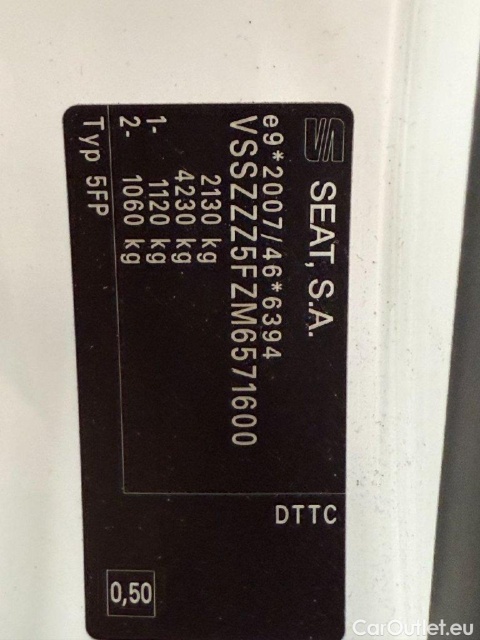 SEAT, S.A.
e9*2007/46*6394
VSSZZZ5FZM6571600
2130 kg
4230 kg
1- 1120 kg
2- 1060 kg
Typ 5FP
DTTC
0,50
CarOutlet.eu